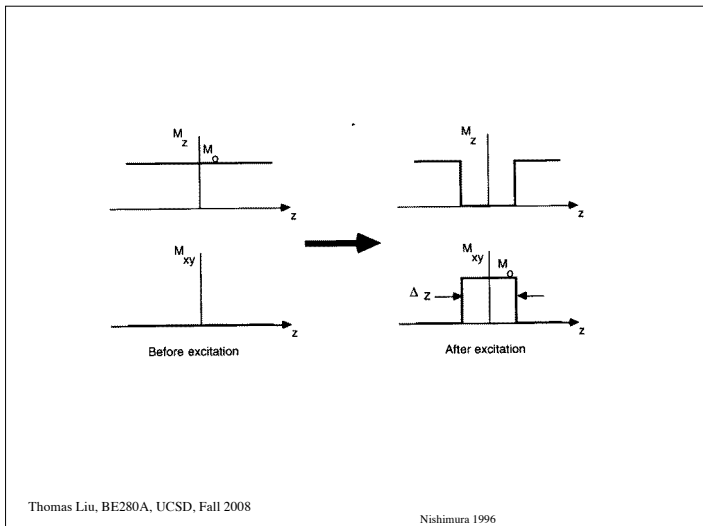 M z
M o
z
M xy
z
Before excitation
M z
z
M xy
M o
Δ z
z
After excitation
Thomas Liu, BE280A, UCSD, Fall 2008
Nishimura 1996